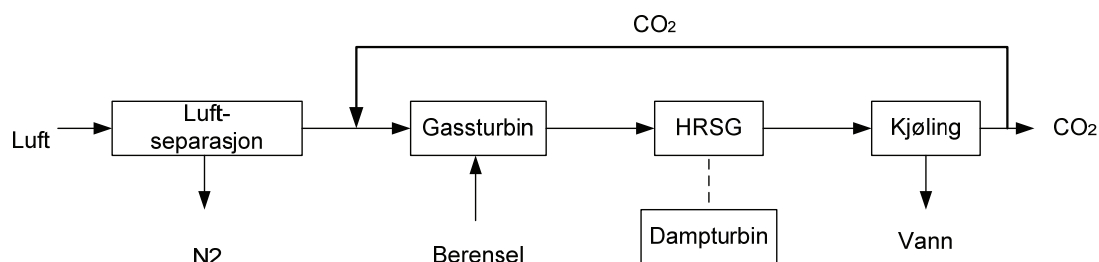 CO₂
Luft
Luft-
separasjon
Gassturbin
HRSG
Kjøling
CO₂
N2
Berensel
Dampturbin
Vann